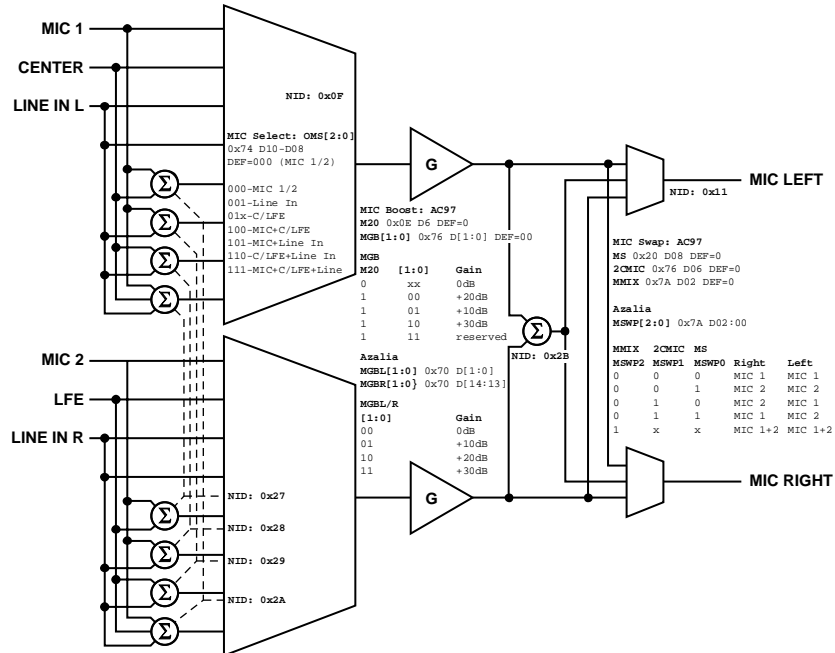 MIC 1
CENTER
LINE IN L
NID: 0x0F
MIC Select: OMS[2:0]
0x74 D10-D08
DEF=000 (MIC 1/2)
000-MIC 1/2
001-Line In
01x-C/LFE
100-MIC+C/LFE
101-MIC+Line In
110-C/LFE+Line In
111-MIC+C/LFE+Line
Σ
Σ
Σ
Σ
G
MIC Boost: AC97
M20 0x0E D6 DEF=0
MGB[1:0] 0x76 D[1:0] DEF=00
MGB
M20 [1:0] Gain
0 xx 0dB
1 00 +20dB
1 01 +10dB
1 10 +30dB
1 11 reserved
Azalia
MGBL[1:0] 0x70 D[1:0]
MGBR[1:0} 0x70 D[14:13]
MGBL/R
[1:0] Gain
00 0dB
01 +10dB
10 +20dB
11 +30dB
G
Σ
NID: 0x2B
MIC LEFT
NID: 0x11
MIC Swap: AC97
MS 0x20 D08 DEF=0
2CMIC 0x76 D06 DEF=0
MMIX 0x7A D02 DEF=0
Azalia
MSWP[2:0] 0x7A D02:00
MMIX 2CMIC MS
MSWP2 MSWP1 MSWP0 Right Left
0 0 0 MIC 1 MIC 1
0 0 1 MIC 2 MIC 1
0 1 0 MIC 2 MIC 1
0 1 1 MIC 1 MIC 2
1 x x MIC 1+2 MIC 1+2
MIC RIGHT
MIC 2
LFE
LINE IN R
NID: 0x27
NID: 0x28
NID: 0x29
NID: 0x2A
Σ
Σ
Σ
Σ